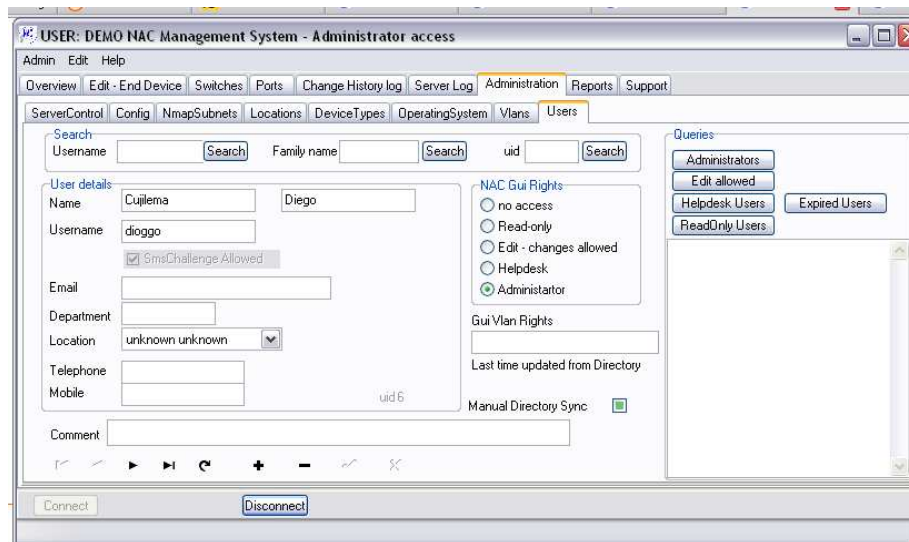 USER: DEMO NAC Management System - Administrator access
Admin Edit Help
Overview Edit - End Device Switches Ports Change History log Server Log Administration Reports Support
ServerControl Config NmapSubnets Locations DeviceTypes OperatingSystem Vlans Users
Search
Username Search Family name Search uid Search
User details
Name Cujilema Diego
Username dioggo
SmsChallenge Allowed
Email
Department
Location unknown unknown
Telephone
Mobile
uid 6
Comment
NAC Gui Rights
no access
Read-only
Edit - changes allowed
Helpdesk
Administartor
Gui Vlan Rights
Last time updated from Directory
Manual Directory Sync
Queries
Administrators
Edit allowed
Helpdesk Users Expired Users
ReadOnly Users
Connect Disconnect